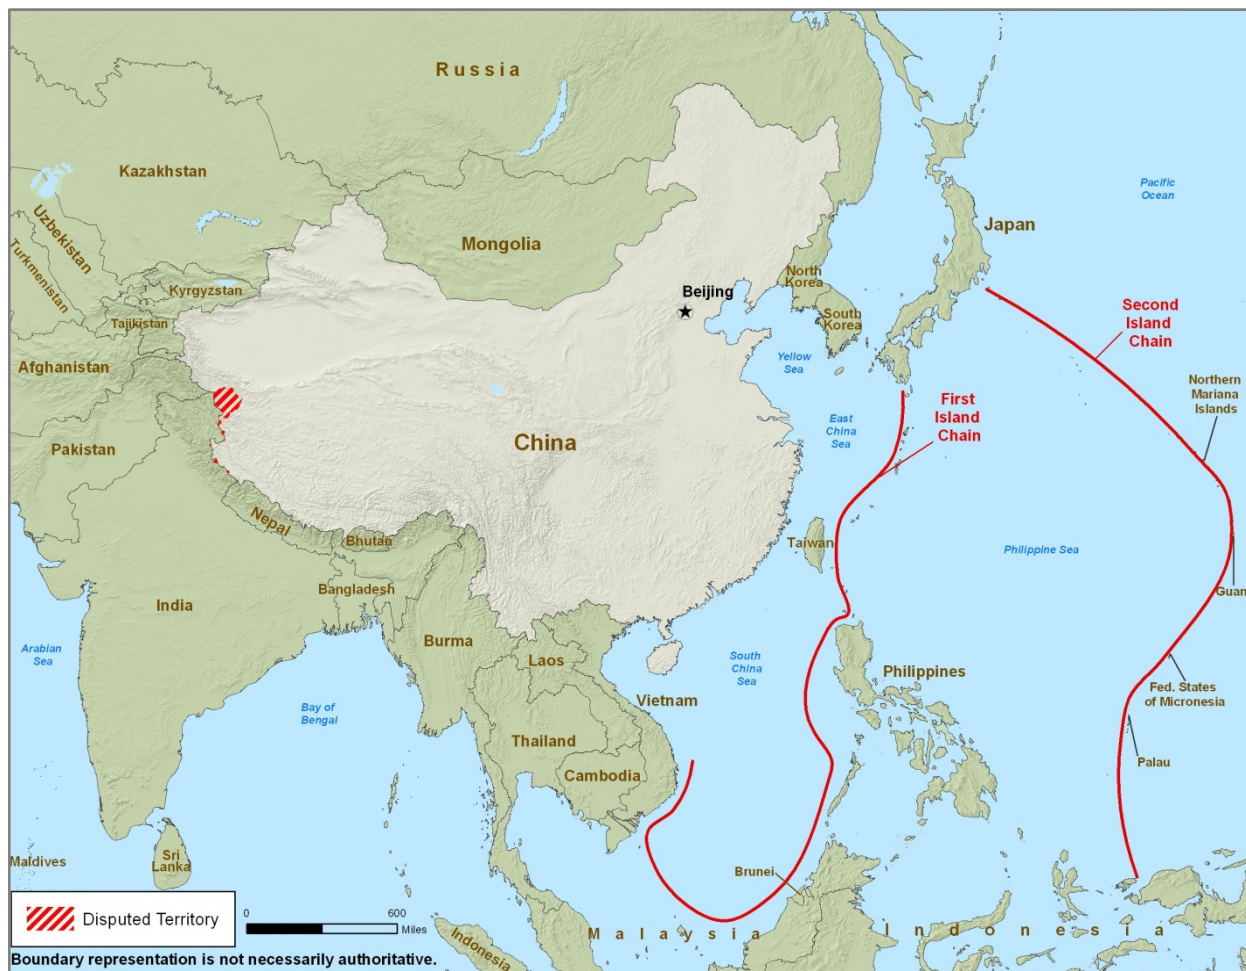 Russia
Kazakhstan
Pacific
Ocean
Uzbekistan
Turkmenistan
Mongolia
Japan
Kyrgyzstan
North
Korea
Beijing
Second
Island
Chain
Tajikistan
South
Korea
Yellow
Sea
Afghanistan
Northern
Mariana
Islands
First
Island
Chain
East
China
Sea
China
Pakistan
Nepal
Bhutan
Taiwan
Philippine Sea
Bangladesh
India
Guam
Burma
Arabian
Sea
Laos
South
China
Sea
Philippines
Vietnam
Fed. States
of Micronesia
Bay of
Bengal
Thailand
Palau
Cambodia
Maldives
Sri
Lanka
Brunei
Disputed Territory
0 600
Miles
Malaysia
Indonesia
Indonesia
Boundary representation is not necessarily authoritative.